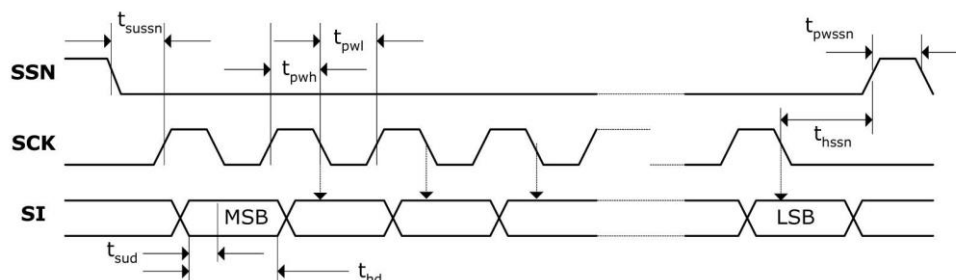 t_sussn
t_pwl
t_pwssn
SSN
t_pwh
SCK
t_hssn
SI
MSB
LSB
t_sud
t_hd